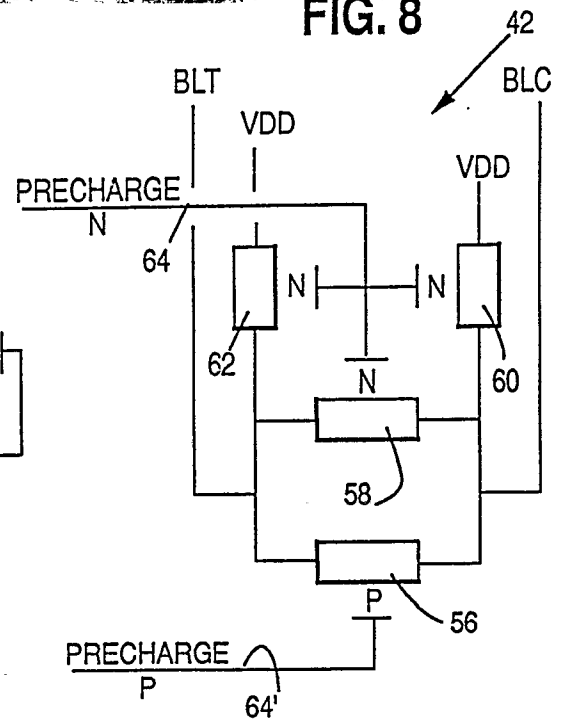 FIG. 8
42
BLT
BLC
VDD
VDD
PRECHARGE
N
64
N
N
62
N
60
58
P
56
PRECHARGE
P
64'